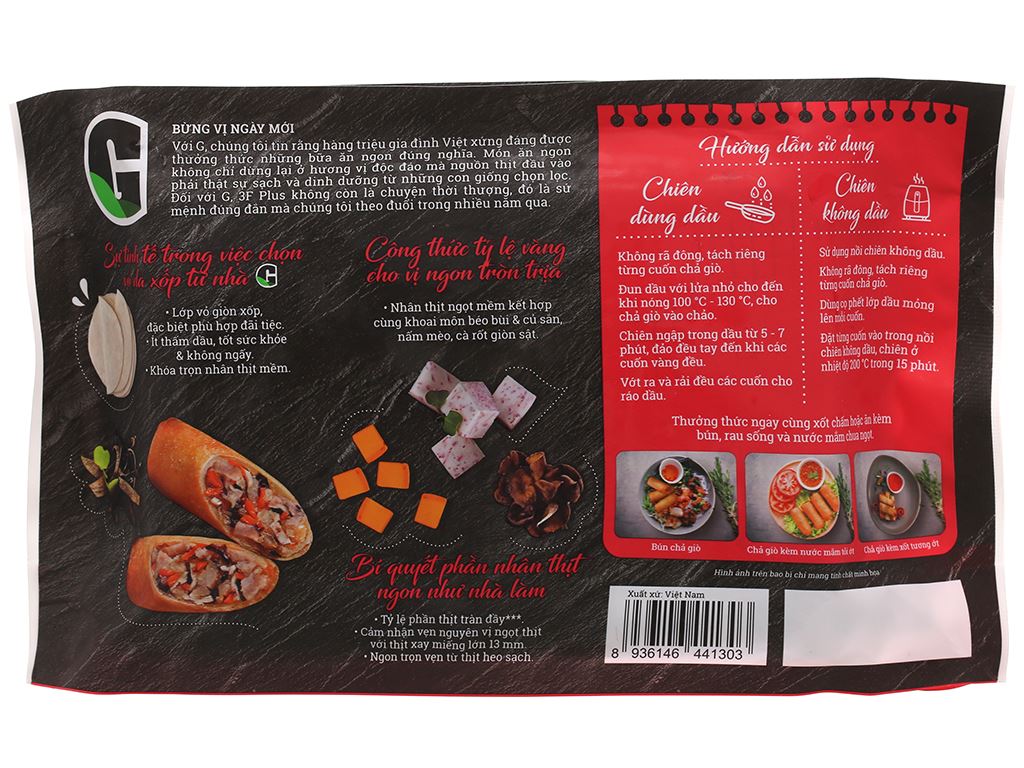 BỪNG VỊ NGÀY MỚI
Với G, chúng tôi tin rằng hàng triệu gia đình Việt xứng đáng được
thưởng thức những bữa ăn ngon đúng nghĩa. Món ăn ngon
không chỉ dừng lại ở hương vị độc đáo mà nguồn thịt đầu vào
phải thật sự sạch và dinh dưỡng từ những con giống chọn lọc.
Đối với G, 3F Plus không còn là chuyện thời thượng, đó là sứ
mệnh đúng đắn mà chúng tôi theo đuổi trong nhiều năm qua.
Sự tinh tế trong việc chọn
vỏ da xốp từ nhà G
• Lớp vỏ giòn xốp,
đặc biệt phù hợp đãi tiệc.
• Ít thấm dầu, tốt sức khỏe
& không ngấy.
• Khóa trọn nhân thịt mềm.
Công thức tỷ lệ vàng
cho vị ngon tròn trịa
• Nhân thịt ngọt mềm kết hợp
cùng khoai môn béo bùi & củ sắn,
nấm mèo, cà rốt giòn sật.
Bí quyết phần nhân thịt
ngon như nhà làm
• Tỷ lệ phần thịt tràn đầy***
• Cảm nhận vẹn nguyên vị ngọt thịt
với thịt xay miếng lớn 13 mm.
• Ngon trọn vẹn từ thịt heo sạch.
Hướng dẫn sử dụng
Chiên
dùng dầu
Không rã đông, tách riêng
từng cuốn chả giò.
Đun dầu với lửa nhỏ cho đến
khi nóng 100 °C - 130 °C, cho
chả giò vào chảo.
Chiên ngập trong dầu từ 5 - 7
phút, đảo đều tay đến khi các
cuốn vàng đều.
Vớt ra và rải đều các cuốn cho
ráo dầu.
Chiên
không dầu
Sử dụng nồi chiên không dầu.
Không rã đông, tách riêng
từng cuốn chả giò.
Dùng cọ phết lớp dầu mỏng
lên mỗi cuốn.
Đặt từng cuốn vào trong nồi
chiên không dầu, chiên ở
nhiệt độ 200 °C trong 15 phút.
Thưởng thức ngay cùng xốt chấm hoặc ăn kèm
bún, rau sống và nước mắm chua ngọt.
Bún chả giò
Chả giò kèm nước mắm tỏi ớt
Chả giò kèm xốt tương ớt
Hình ảnh trên bao bì chỉ mang tính chất minh họa
Xuất xứ: Việt Nam
8 936146 441303